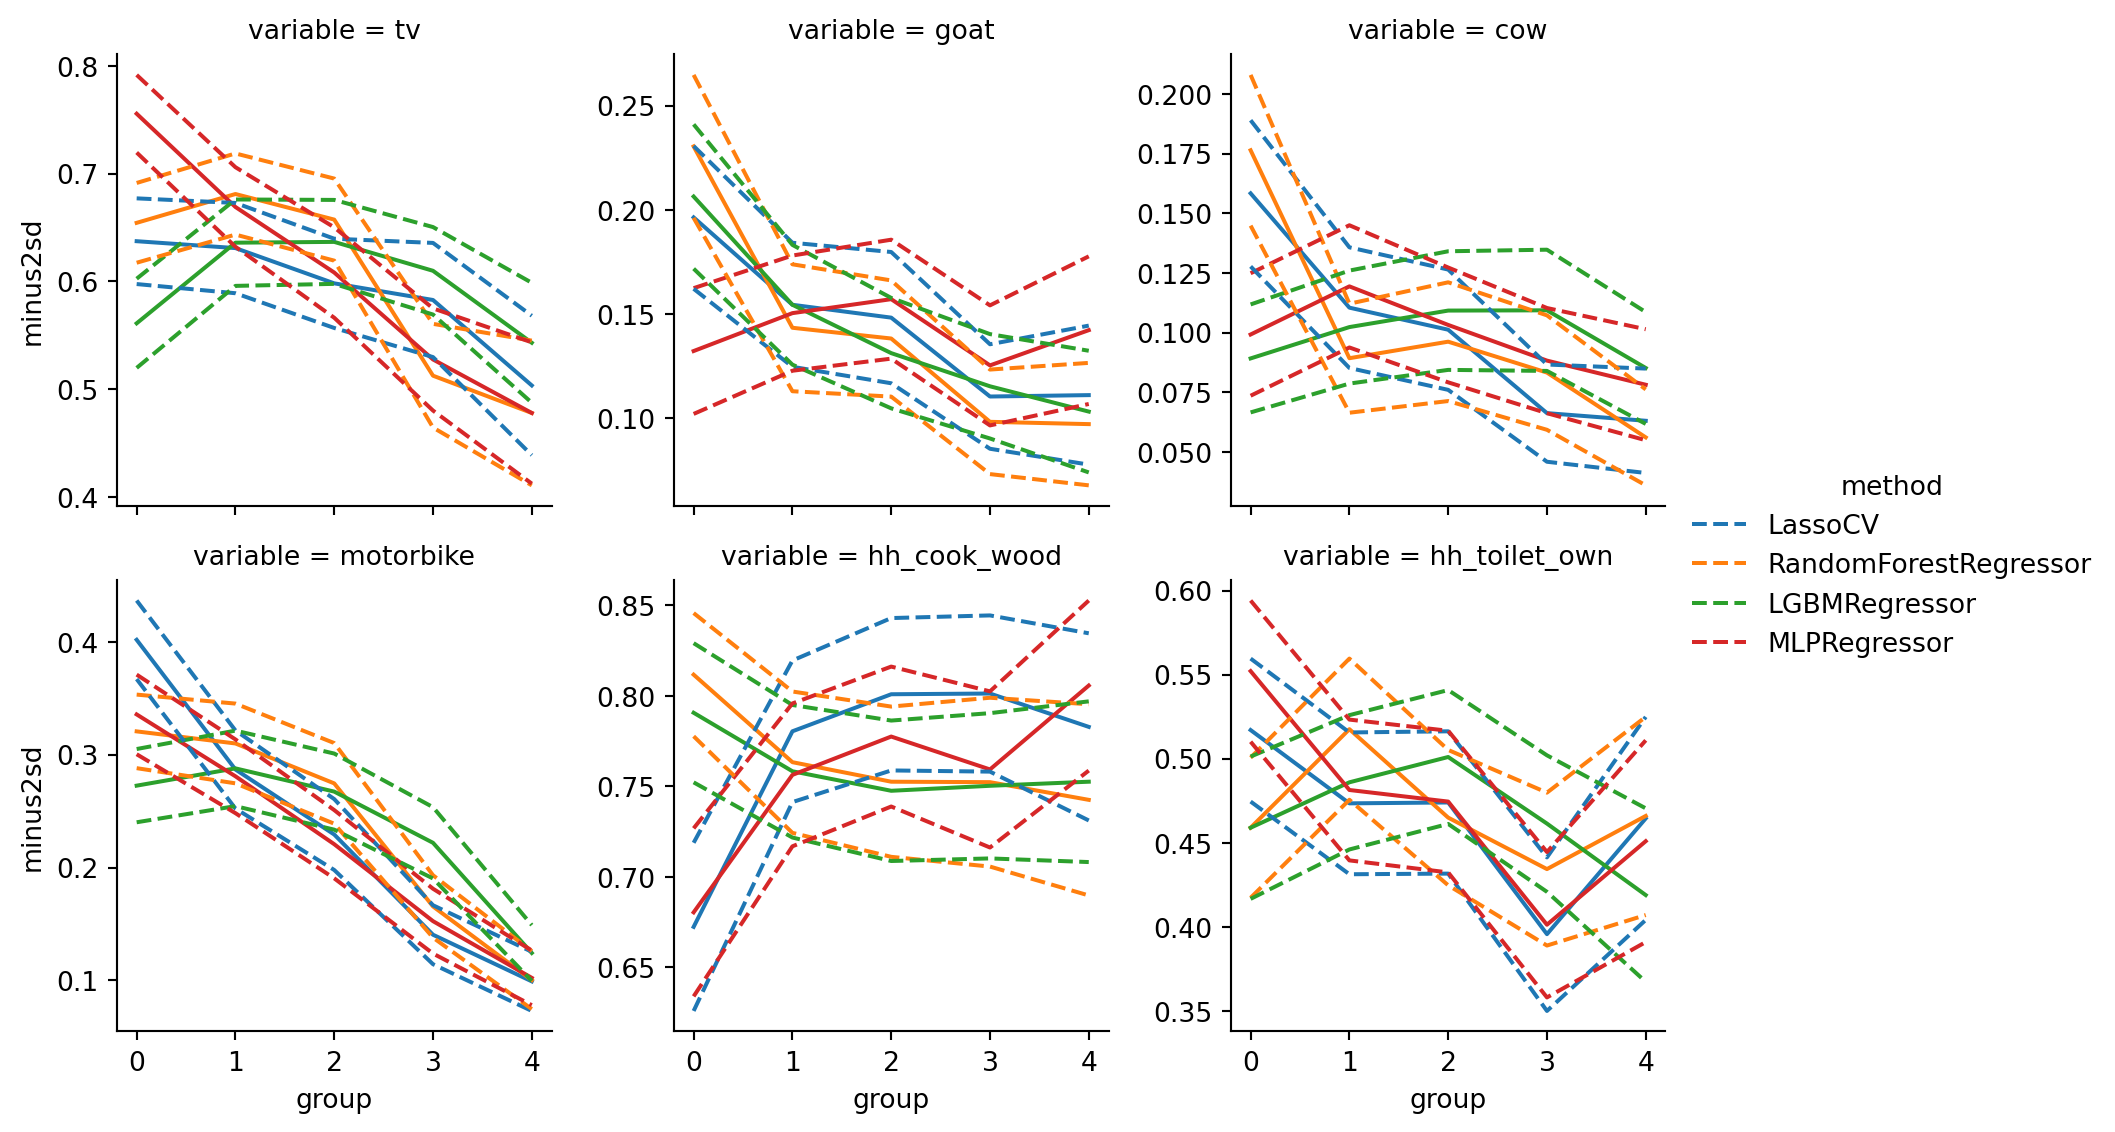 variable = tv
variable = goat
variable = cow
minus2sd
0.8
0.7
0.6
0.5
0.4
0.25
0.20
0.15
0.10
0.200
0.175
0.150
0.125
0.100
0.075
0.050
method
LassoCV
RandomForestRegressor
LGBMRegressor
MLPRegressor
variable = motorbike
variable = hh_cook_wood
variable = hh_toilet_own
minus2sd
0.4
0.3
0.2
0.1
0.85
0.80
0.75
0.70
0.65
0.60
0.55
0.50
0.45
0.40
0.35
0 1 2 3 4
0 1 2 3 4
0 1 2 3 4
group
group
group